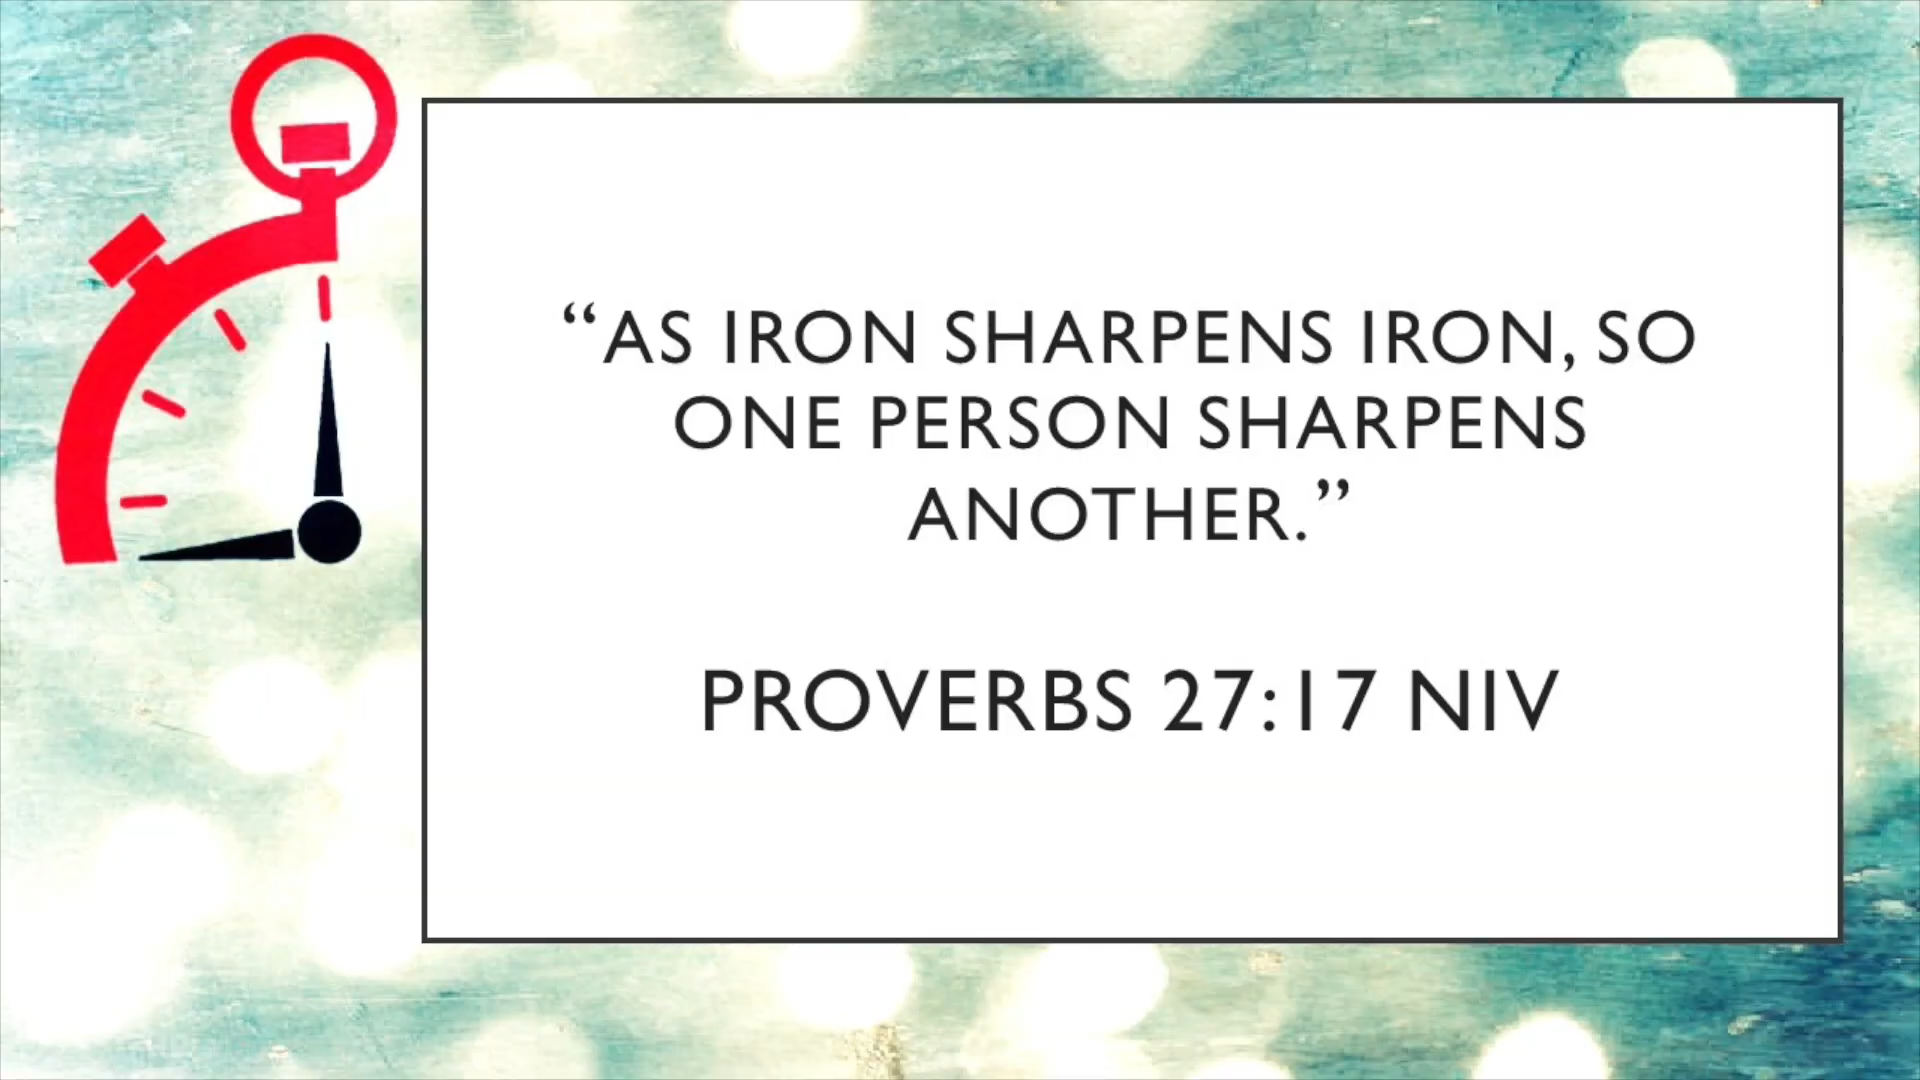 “AS IRON SHARPENS IRON, SO
ONE PERSON SHARPENS
ANOTHER.”
PROVERBS 27:17 NIV